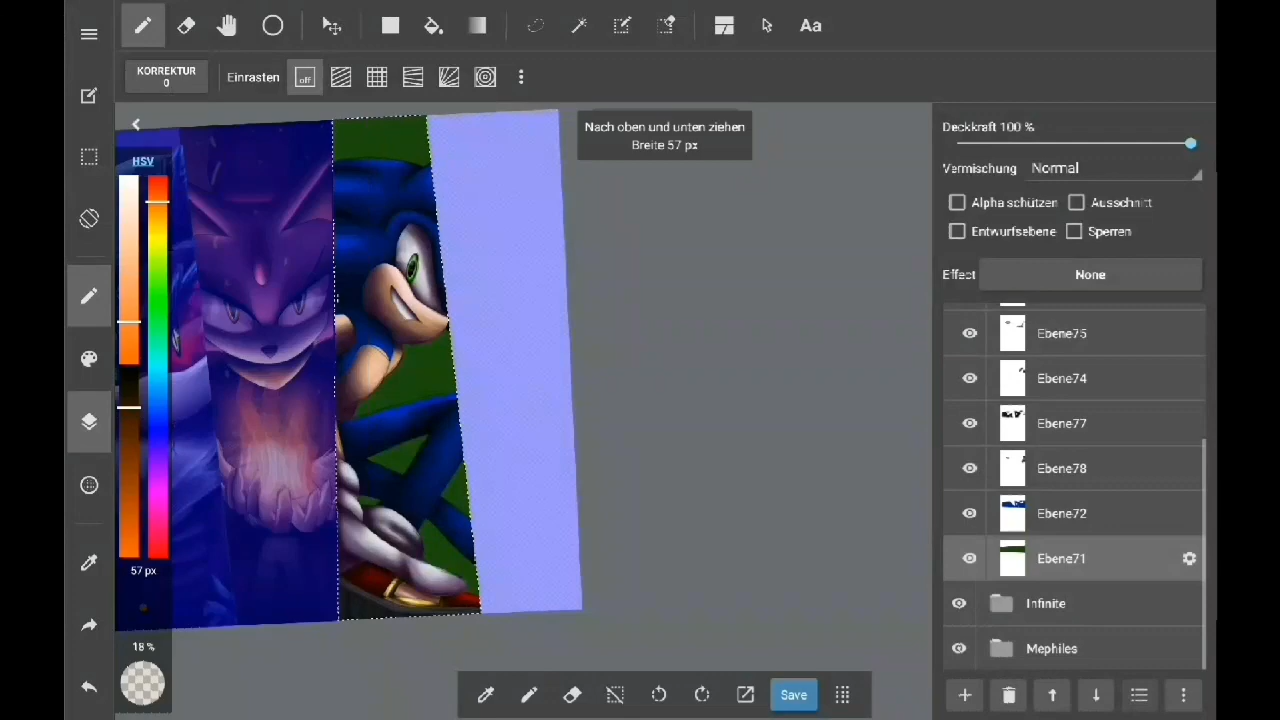 Aa
KORREKTUR
0
Einrasten
off
Nach oben und unten ziehen
Breite 57 px
HSV
57 px
18 %
Deckkraft 100 %
Vermischung Normal
Alpha schützen Ausschnitt
Entwurfsebene Sperren
Effect None
Ebene75
Ebene74
Ebene77
Ebene78
Ebene72
Ebene71
Infinite
Mephiles
Save